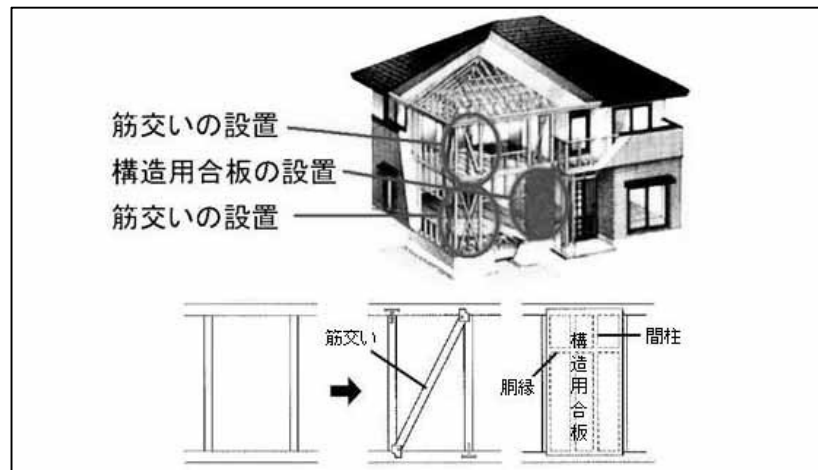 筋交いの設置
構造用合板の設置
筋交いの設置
筋交い
構造用合板
間柱
胴縁